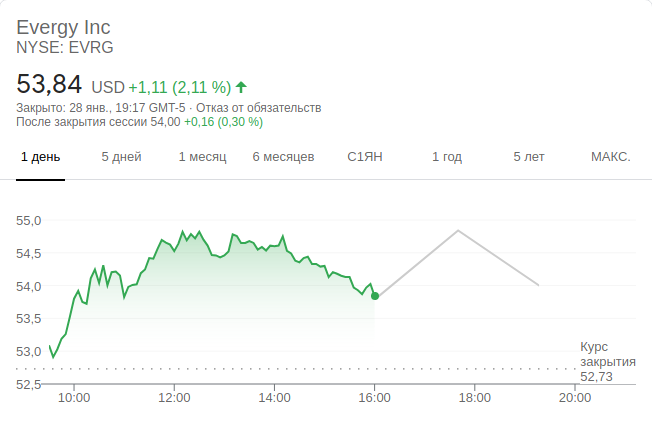 Evergy Inc
NYSE: EVRG
53,84 USD +1,11 (2,11 %)
Закрыто: 28 янв., 19:17 GMT-5 · Отказ от обязательств
После закрытия сессии 54,00 +0,16 (0,30 %)
1 день 5 дней 1 месяц 6 месяцев С1ЯН 1 год 5 лет МАКС.
55,0
54,5
54,0
53,5
53,0
52,5
Курс
закрытия
52,73
10:00 12:00 14:00 16:00 18:00 20:00